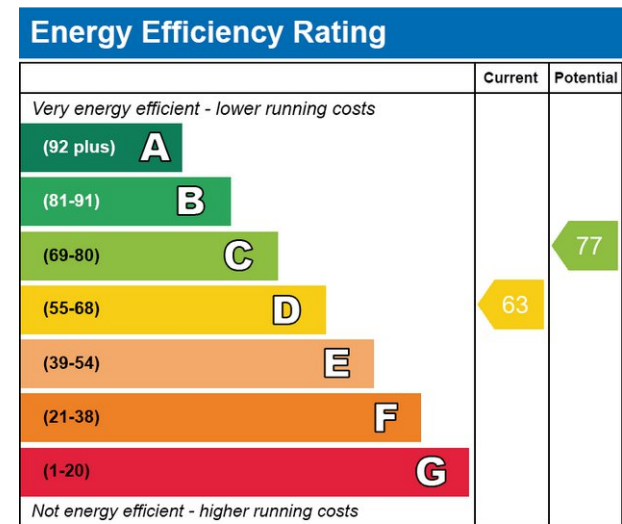 Energy Efficiency Rating
Current Potential
Very energy efficient - lower running costs
(92 plus) A
(81-91) B
(69-80) C
77
(55-68) D
63
(39-54) E
(21-38) F
(1-20) G
Not energy efficient - higher running costs